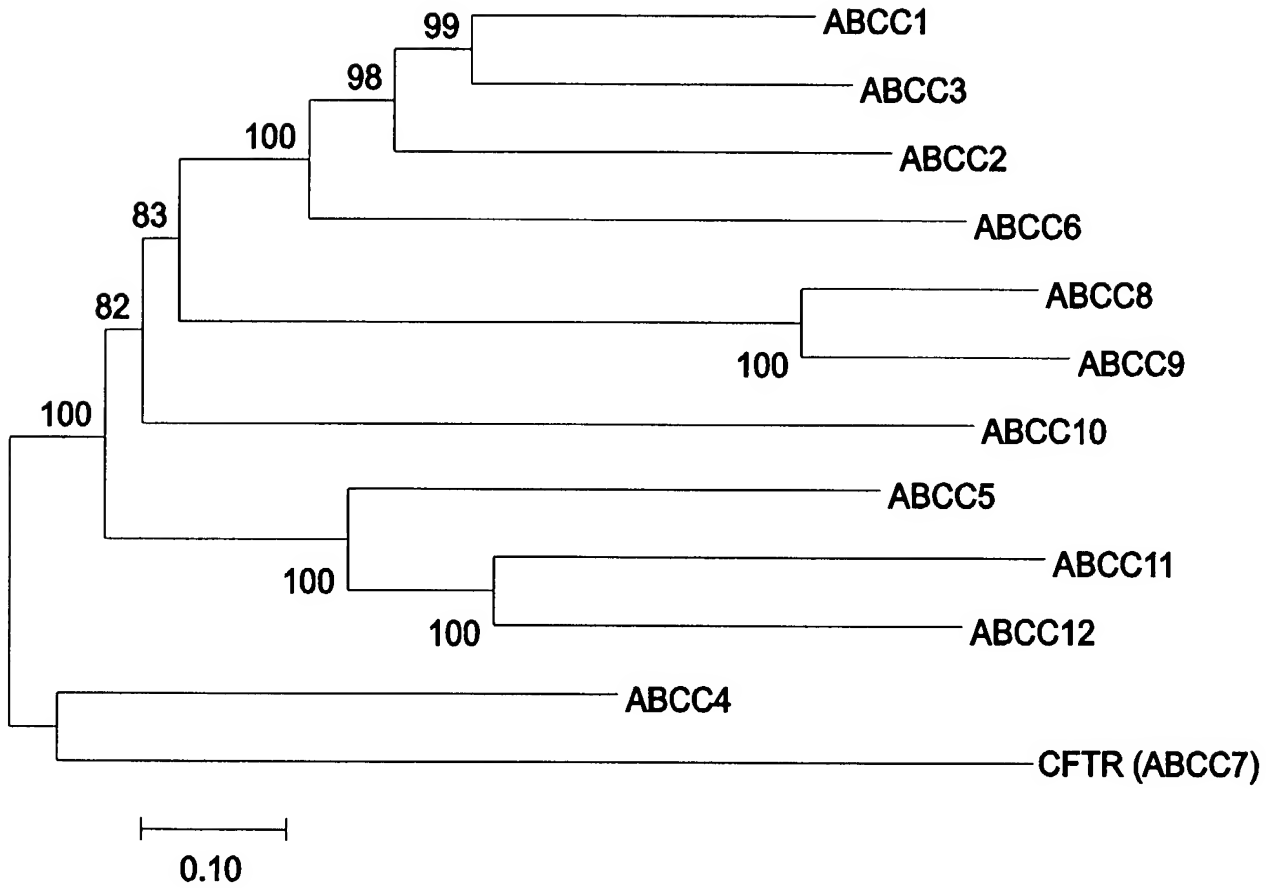 99
ABCC1
98
ABCC3
100
ABCC2
83
ABCC6
82
ABCC8
100
ABCC9
100
ABCC10
ABCC5
100
ABCC11
100
ABCC12
ABCC4
CFTR (ABCC7)
0.10